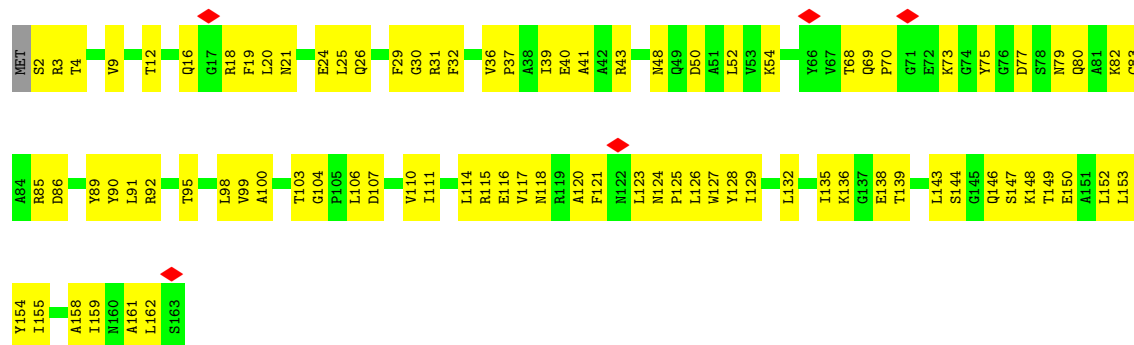 MET S2 R3 T4 V9 T12 Q16 G17 R18 F19 L20 N21 E24 L25 Q26 F29 G30 R31 F32 V36 P37 A38 I39 E40 A41 A42 R43 N48 Q49 D50 A51 L52 V53 K54 Y66 V67 T68 Q69 P70 G71 E72 K73 G74 Y75 G76 D77 S78 N79 Q80 A81 K82 C83
A84 R85 D86 Y89 Y90 L91 R92 T95 L98 V99 A100 T103 G104 P105 L106 D107 V110 I111 L114 R115 E116 V117 N118 R119 A120 F121 N122 L123 N124 P125 L126 W127 Y128 I129 L132 I135 K136 G137 E138 T139 L143 S144 G145 Q146 S147 K148 T149 E150 A151 L152 L153
Y154 I155 A158 I159 N160 A161 L162 S163